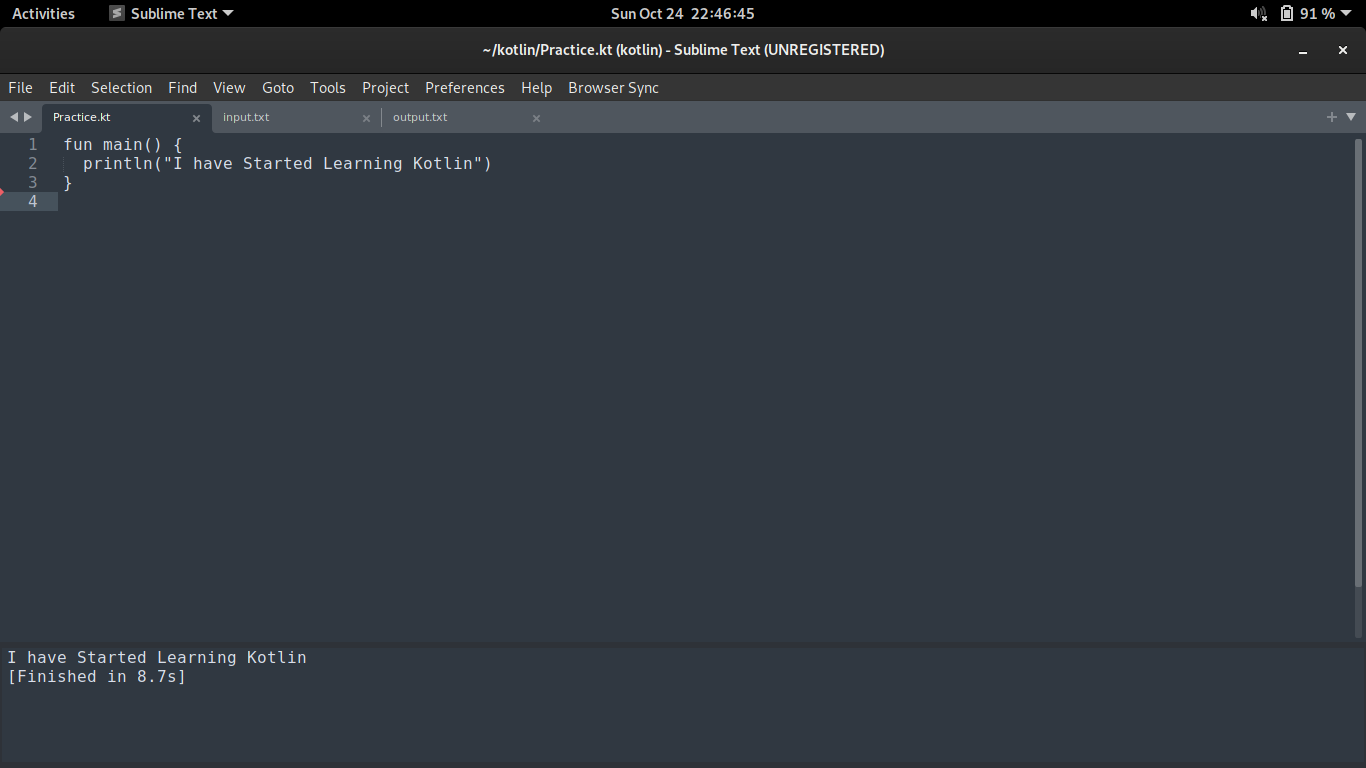 Activities Sublime Text Sun Oct 24 22:46:45 91 %
~/kotlin/Practice.kt (kotlin) - Sublime Text (UNREGISTERED)
File Edit Selection Find View Goto Tools Project Preferences Help Browser Sync
Practice.kt input.txt output.txt
1 fun main() {
2 println("I have Started Learning Kotlin")
3 }
4
I have Started Learning Kotlin
[Finished in 8.7s]